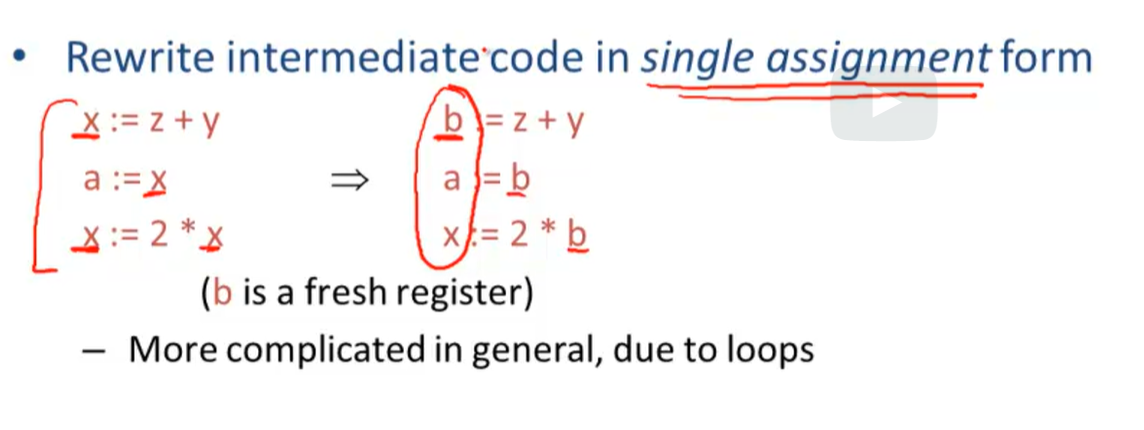 • Rewrite intermediate code in single assignment form
x := z + y ⇒ b := z + y
a := x a := b
x := 2 * x x := 2 * b
(b is a fresh register)
– More complicated in general, due to loops